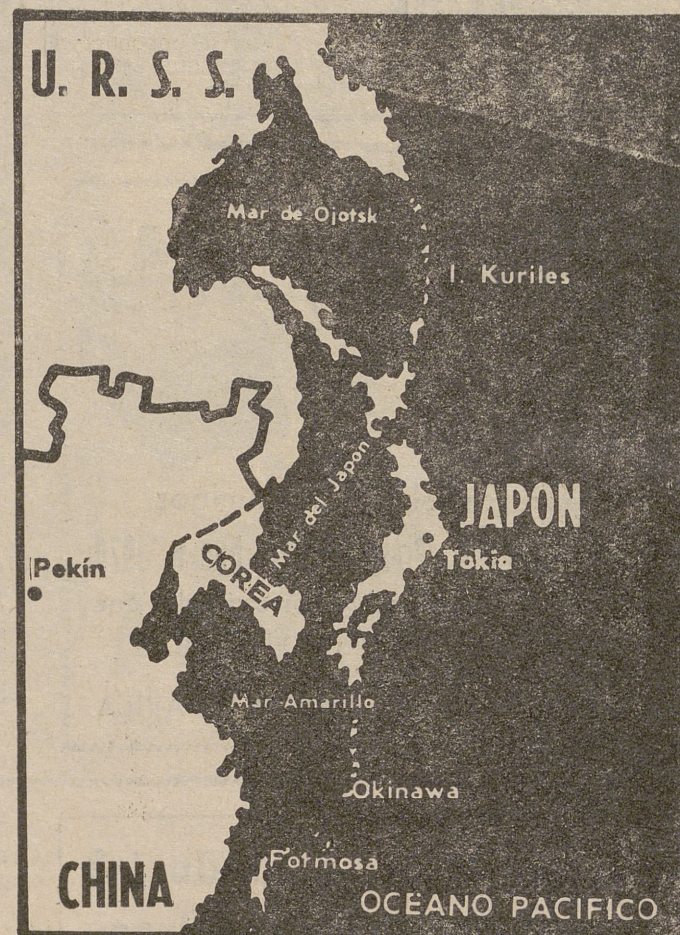 U. R. S. S.
Mar de Ojotsk
I. Kuriles
Mar del Japon
JAPON
Tokio
COREA
Pekín
Mar Amarillo
Okinawa
Formosa
CHINA
OCEANO PACIFICO